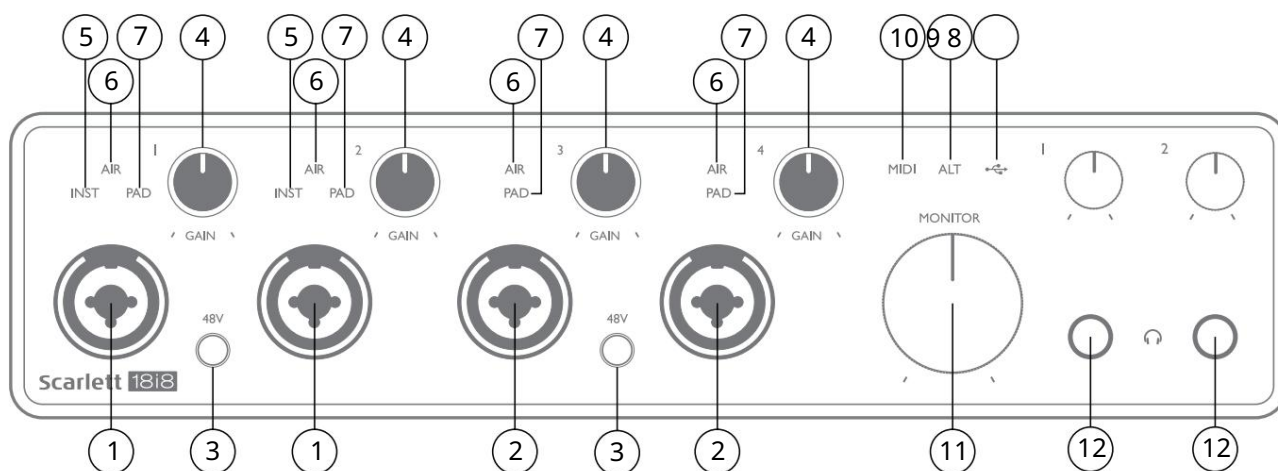 5 7 4 5 7 4 7 4 7 4 10 9 8
6 6 6 6
1 2 3 4 1 2
AIR AIR AIR AIR
INST PAD INST PAD PAD PAD MIDI ALT
MONITOR
GAIN GAIN GAIN GAIN
48V 48V
Scarlett 18i8
1 3 1 2 3 2 11 12 12